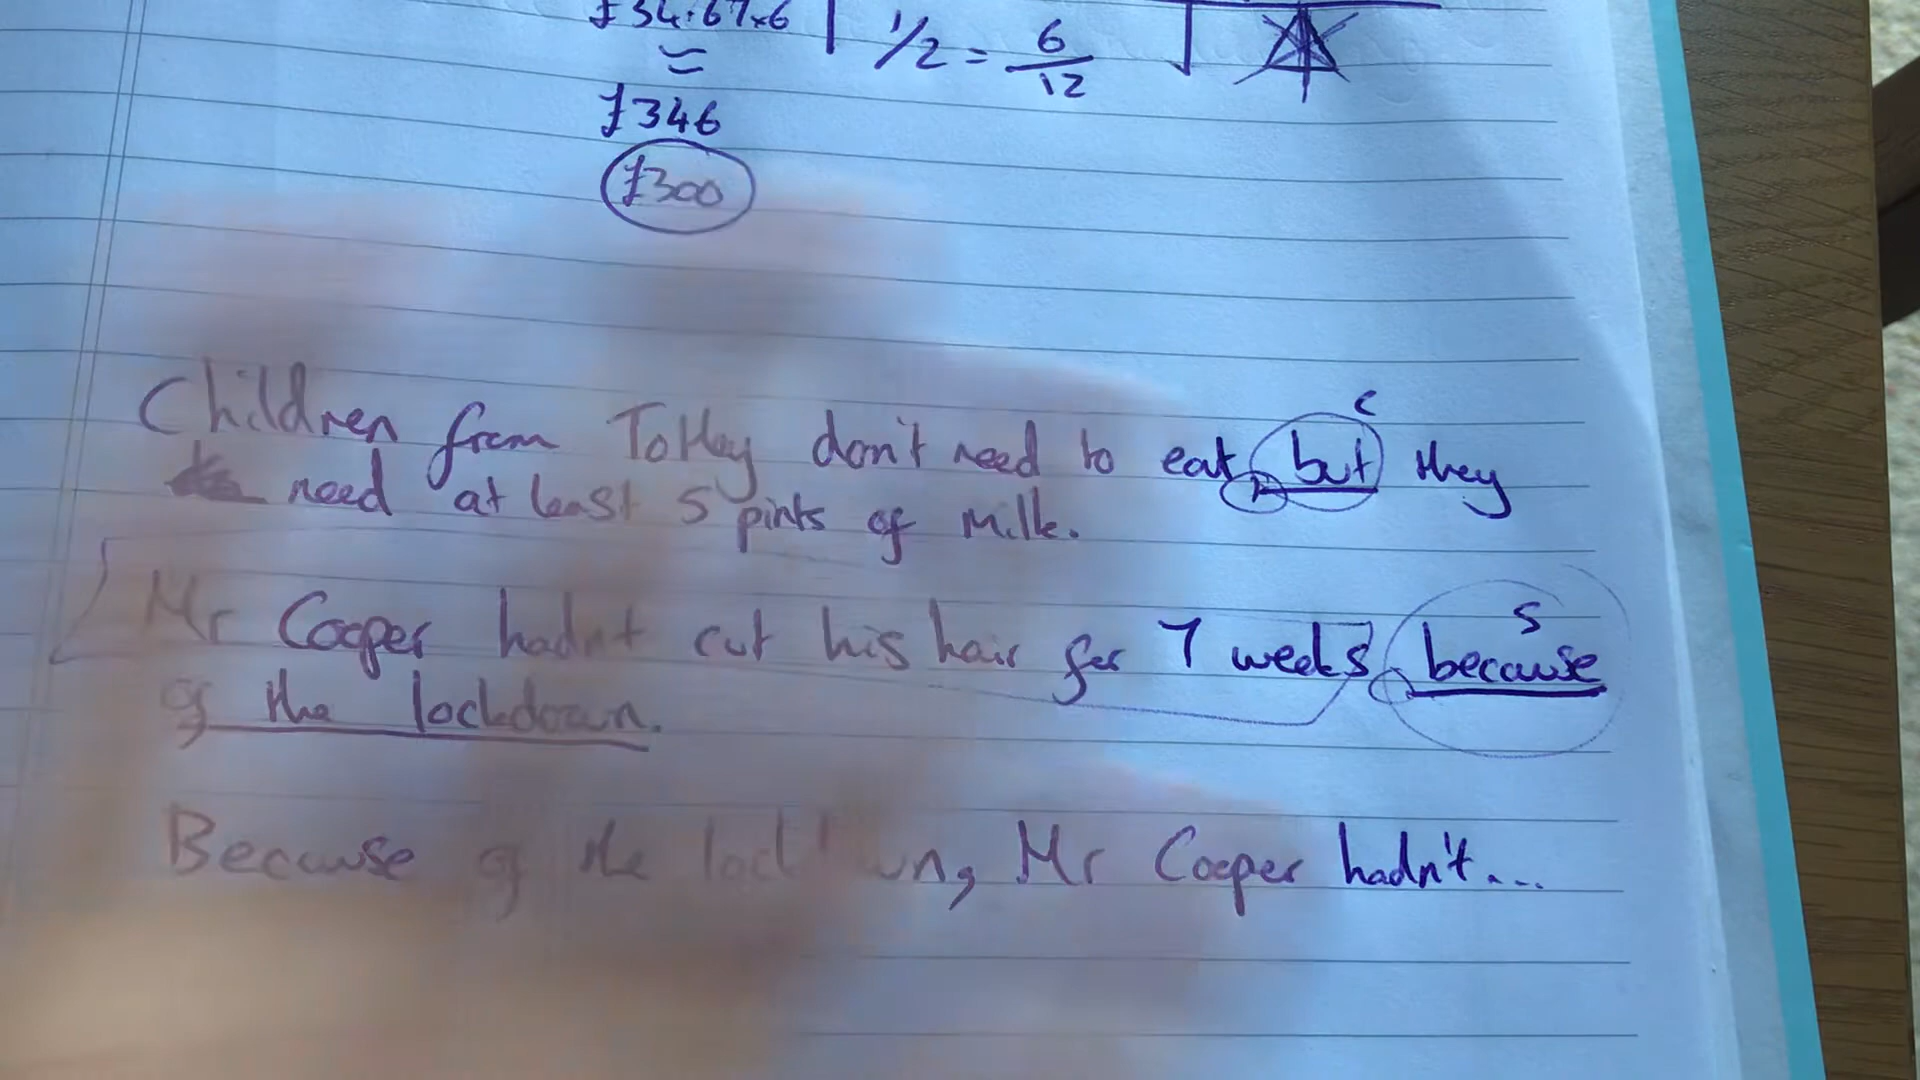 £34.67x6
1/2 = 6/12
≈
£346
£300
c
Children from Totley don't need to eat, but they
need at least 5 pints of milk.
s
Mr Cooper hadn't cut his hair for 7 weeks because
of the lockdown.
Because of the lockdown, Mr Cooper hadn't...